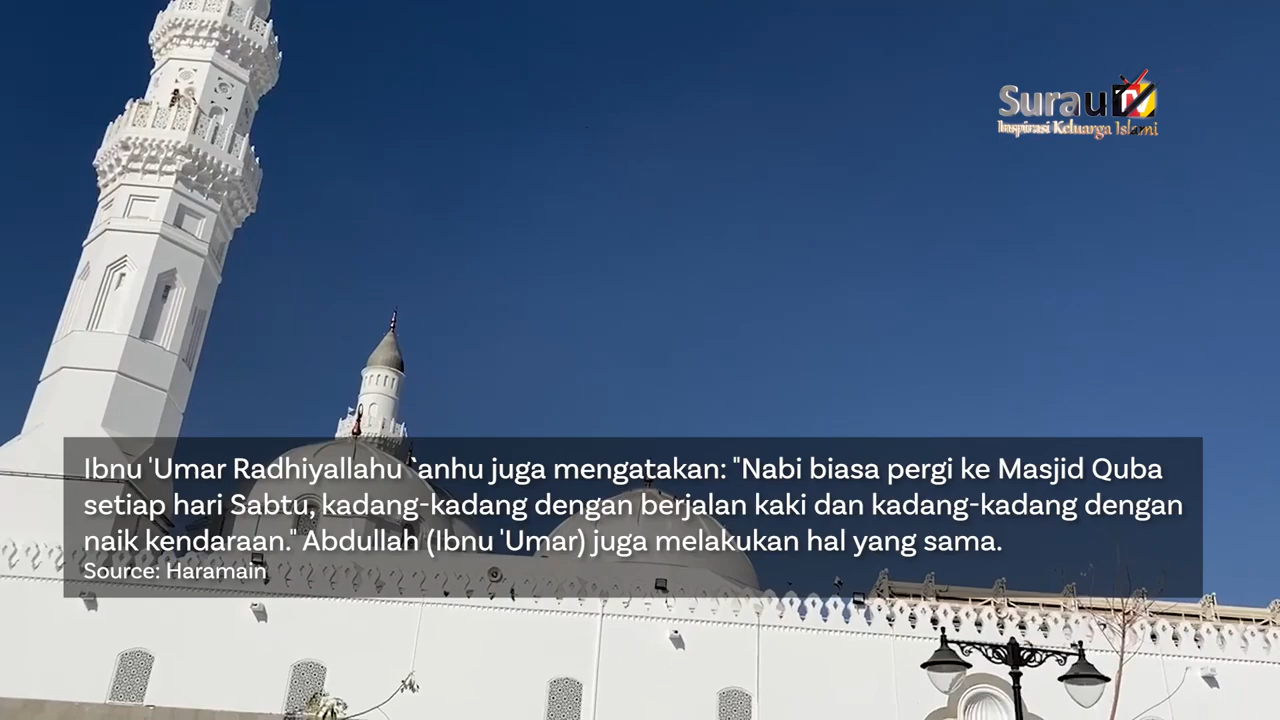 SurauTV
Inspirasi Keluarga Islami
Ibnu 'Umar Radhiyallahu `anhu juga mengatakan: "Nabi biasa pergi ke Masjid Quba
setiap hari Sabtu, kadang-kadang dengan berjalan kaki dan kadang-kadang dengan
naik kendaraan." Abdullah (Ibnu 'Umar) juga melakukan hal yang sama.
Source: Haramain